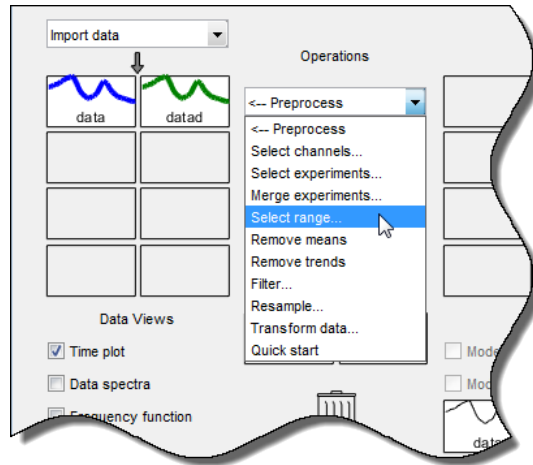 Import data
Operations
data
datad
<-- Preprocess
<-- Preprocess
Select channels...
Select experiments...
Merge experiments...
Select range...
Remove means
Remove trends
Filter...
Resample...
Transform data...
Quick start
Data Views
Time plot
Data spectra
Frequency function